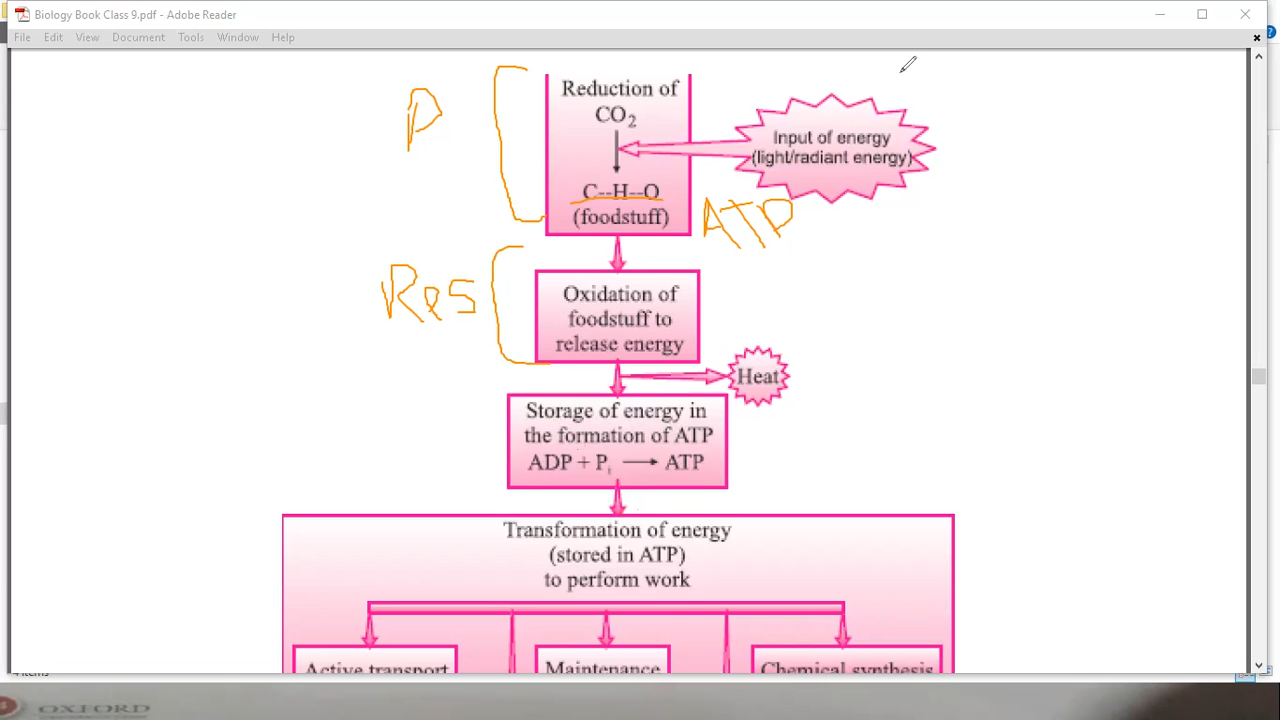 Biology Book Class 9.pdf - Adobe Reader
File Edit View Document Tools Window Help
P
Reduction of
CO2
Input of energy
(light/radiant energy)
C--H--O
(foodstuff)
ATP
Res
Oxidation of
foodstuff to
release energy
Heat
Storage of energy in
the formation of ATP
ADP + Pi → ATP
Transformation of energy
(stored in ATP)
to perform work
Active transport Maintenance Chemical synthesis
OXFORD